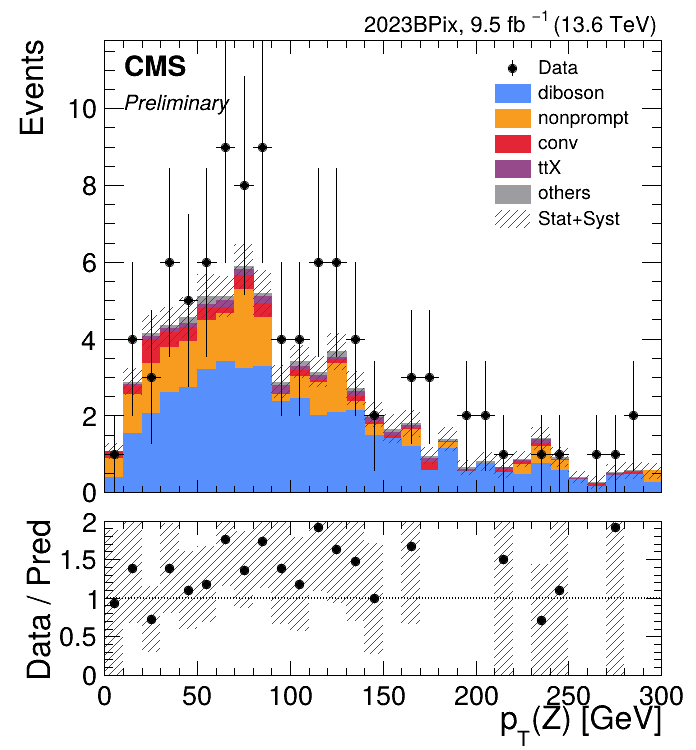 2023BPix, 9.5 fb⁻¹ (13.6 TeV)
CMS
Preliminary
Events
10
8
6
4
2
0
Data
diboson
nonprompt
conv
ttX
others
Stat+Syst
Data / Pred
2
1.5
1
0.5
0
0 50 100 150 200 250 300
p_T(Z) [GeV]